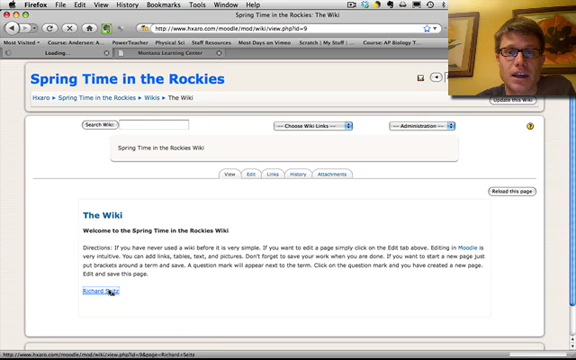 Firefox File Edit View History Bookmarks Tools Window Help
Spring Time in the Rockies: The Wiki
http://www.hxaro.com/moodle/mod/wiki/view.php?id=9
Most Visited Course: Andersen: AP... PowerTeacher Physical Sci Staff Resources Most Days on Vimeo Course: AP Biology T
Loading... Montana Learning Center
Spring Time in the Rockies
Hxaro ► Spring Time in the Rockies ► Wikis ► The Wiki
Update this Wiki
Search Wiki: --- Choose Wiki Links --- --- Administration ---
Spring Time in the Rockies Wiki
View Edit Links History Attachments
Reload this page
The Wiki
Welcome to the Spring Time in the Rockies Wiki
Directions: If you have never used a wiki before it is very simple. If you want to edit a page simply click on the Edit tab above. Editing in Moodle is
very intuitive. You can add links, tables, text, and pictures. Don't forget to save your work when you are done. If you want to start a new page just
put brackets around a term and save. A question mark will appear next to the term. Click on the question mark and you have created a new page.
Edit and save this page.
Richard Seitz
http://www.hxaro.com/moodle/mod/wiki/view.php?id=9&page=Richard+Seitz